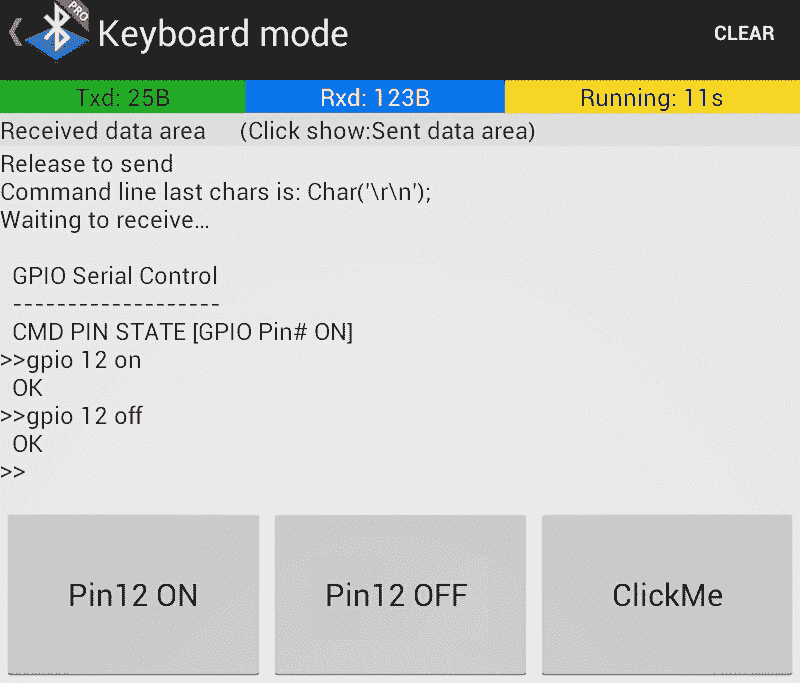 PRO
Keyboard mode
CLEAR
Txd: 25B
Rxd: 123B
Running: 11s
Received data area (Click show:Sent data area)
Release to send
Command line last chars is: Char('\r\n');
Waiting to receive...
GPIO Serial Control
-------------------
CMD PIN STATE [GPIO Pin# ON]
>>gpio 12 on
OK
>>gpio 12 off
OK
>>
Pin12 ON
Pin12 OFF
ClickMe